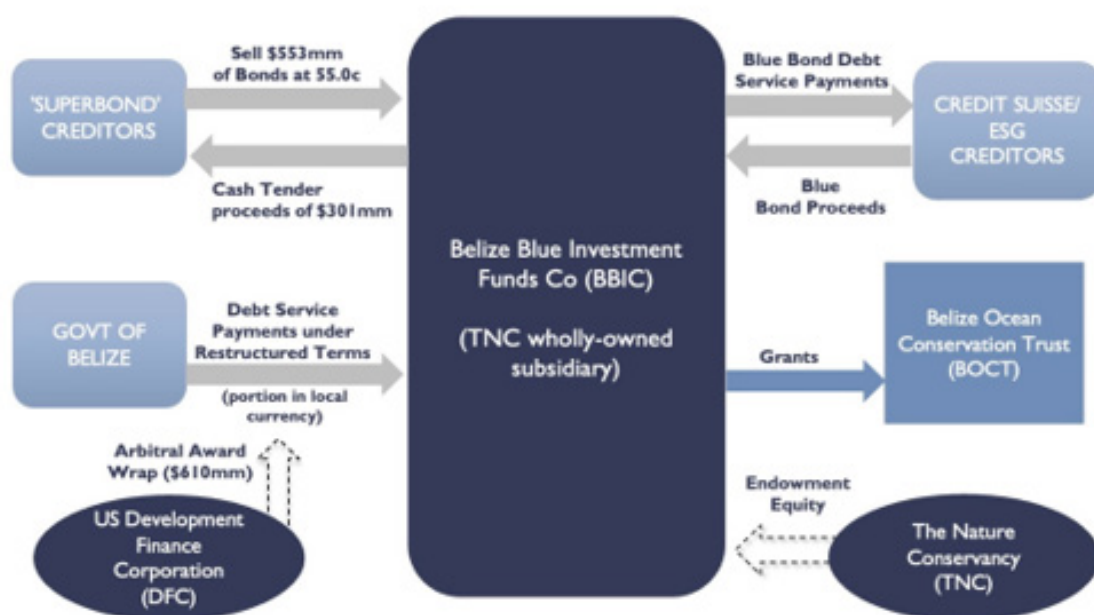 Sell $553mm
of Bonds at 55.0c
'SUPERBOND'
CREDITORS
Cash Tender
proceeds of $301mm
Blue Bond Debt
Service Payments
CREDIT SUISSE/
ESG
CREDITORS
Blue
Bond Proceeds
Belize Blue Investment
Funds Co (BBIC)
(TNC wholly-owned
subsidiary)
GOVT OF
BELIZE
Debt Service
Payments under
Restructured Terms
(portion in local
currency)
Grants
Belize Ocean
Conservation Trust
(BOCT)
Arbitral Award
Wrap ($610mm)
US Development
Finance
Corporation
(DFC)
Endowment
Equity
The Nature
Conservancy
(TNC)